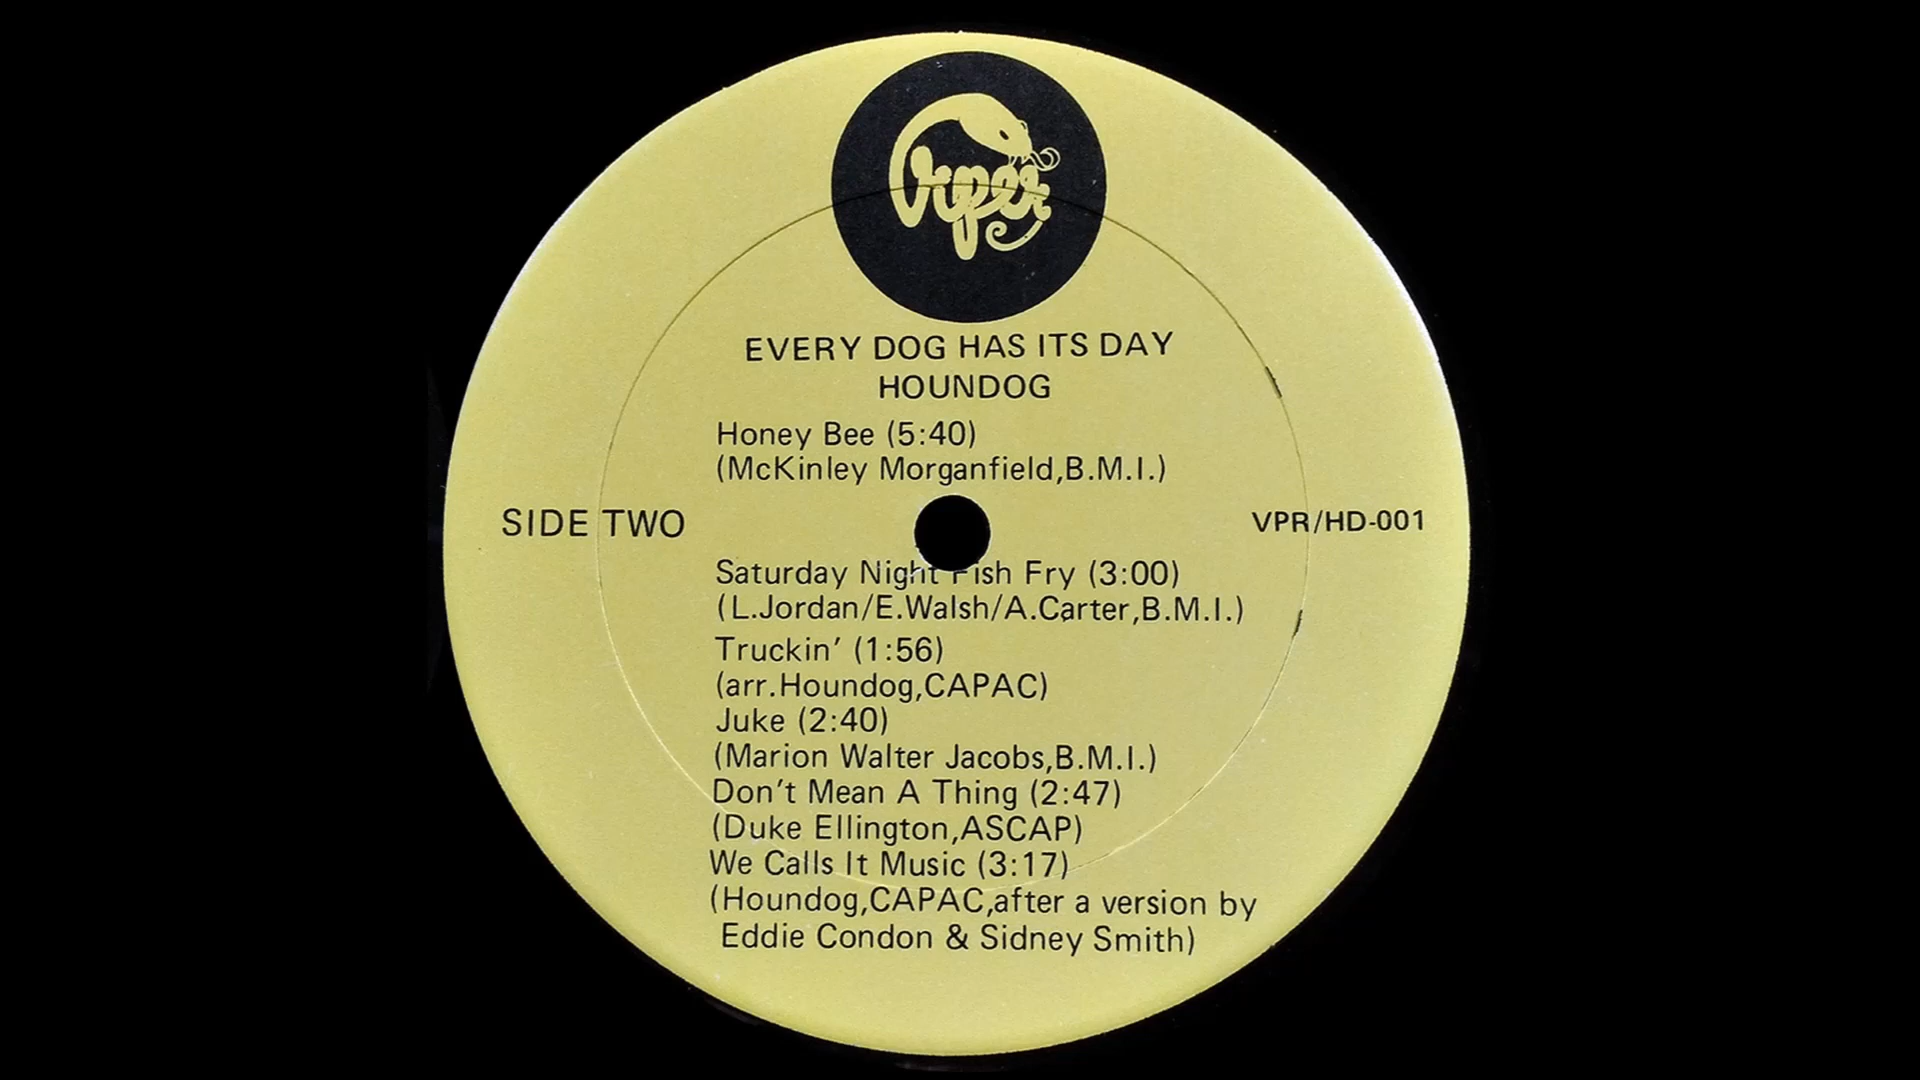 Viper
EVERY DOG HAS ITS DAY
HOUNDOG
Honey Bee (5:40)
(McKinley Morganfield,B.M.I.)
SIDE TWO
VPR/HD-001
Saturday Night Fish Fry (3:00)
(L.Jordan/E.Walsh/A.Carter,B.M.I.)
Truckin' (1:56)
(arr.Houndog,CAPAC)
Juke (2:40)
(Marion Walter Jacobs,B.M.I.)
Don't Mean A Thing (2:47)
(Duke Ellington,ASCAP)
We Calls It Music (3:17)
(Houndog,CAPAC,after a version by
Eddie Condon & Sidney Smith)